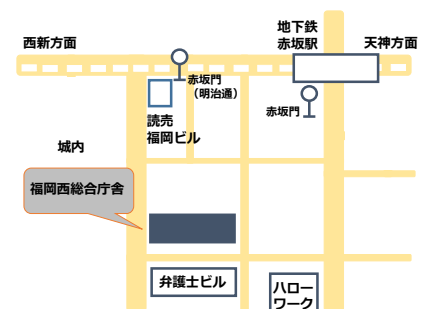 地下鉄
赤坂駅
西新方面
天神方面
赤坂門
（明治通）
赤坂門
読売
福岡ビル
城内
福岡西総合庁舎
弁護士ビル
ハロー
ワーク